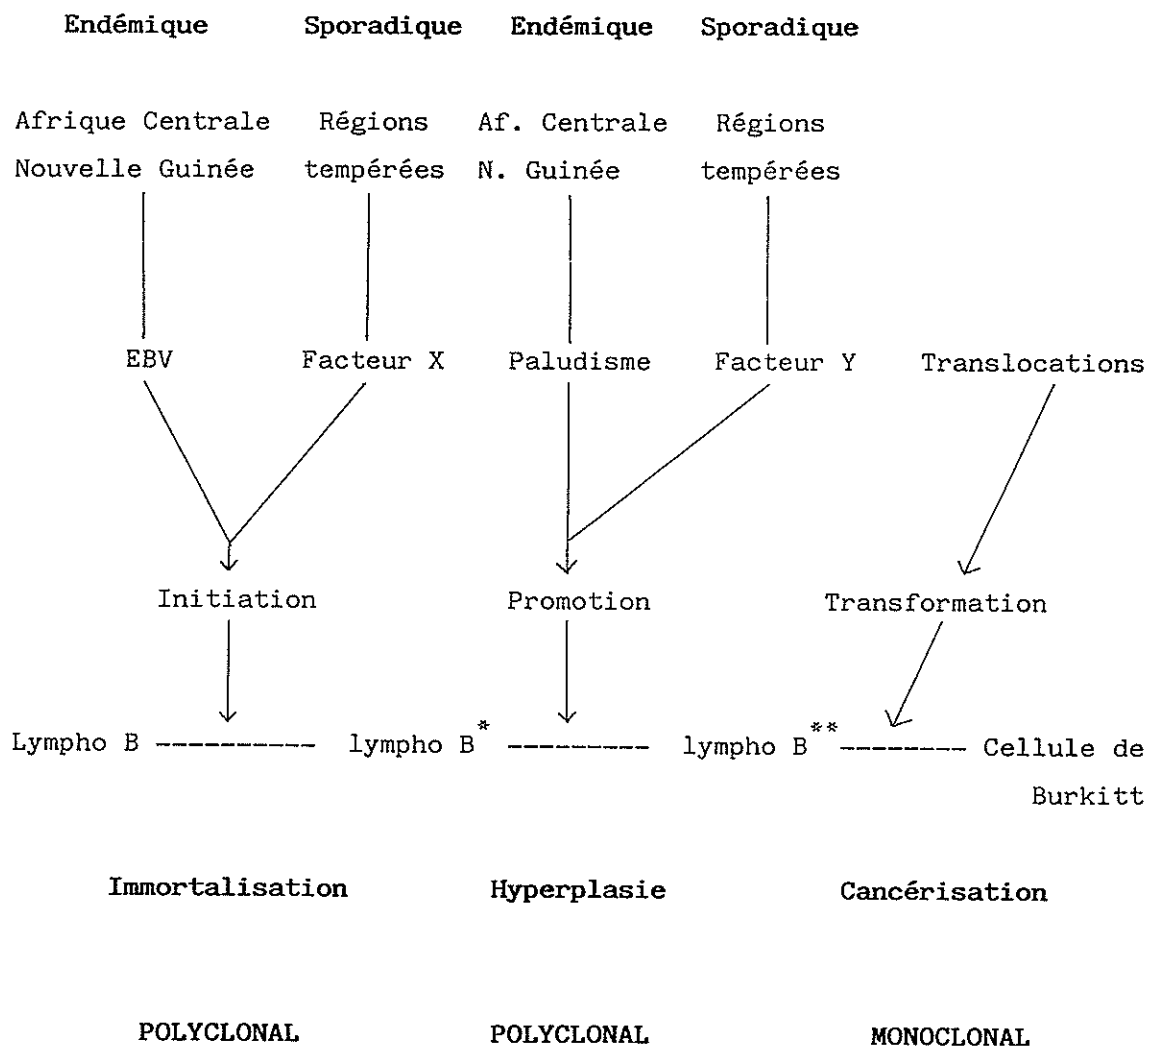 Endémique Sporadique Endémique Sporadique
Afrique Centrale Régions Af. Centrale Régions
Nouvelle Guinée tempérées N. Guinée tempérées
EBV Facteur X Paludisme Facteur Y Translocations
Initiation Promotion Transformation
Lympho B ---------- lympho B* -------- lympho B** -------- Cellule de
Burkitt
Immortalisation Hyperplasie Cancérisation
POLYCLONAL POLYCLONAL MONOCLONAL